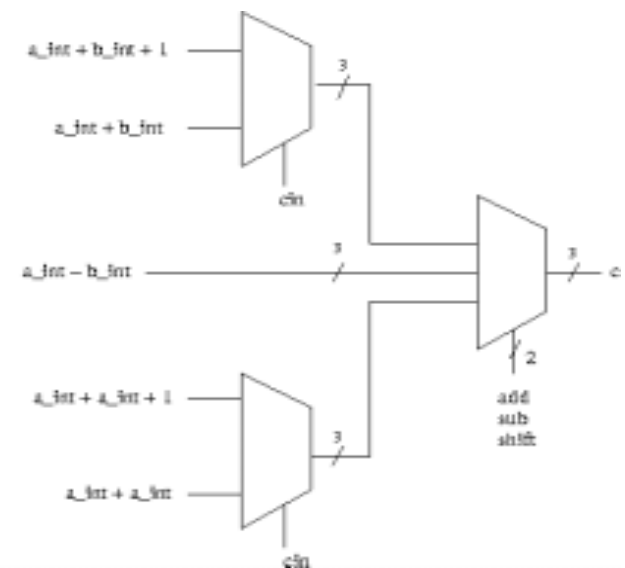 a_int + b_int + 1
3
a_int + b_int
cin
3
a_int − b_int
3
2
a_int + a_int + 1
add
sub
shift
3
a_int + a_int
cin